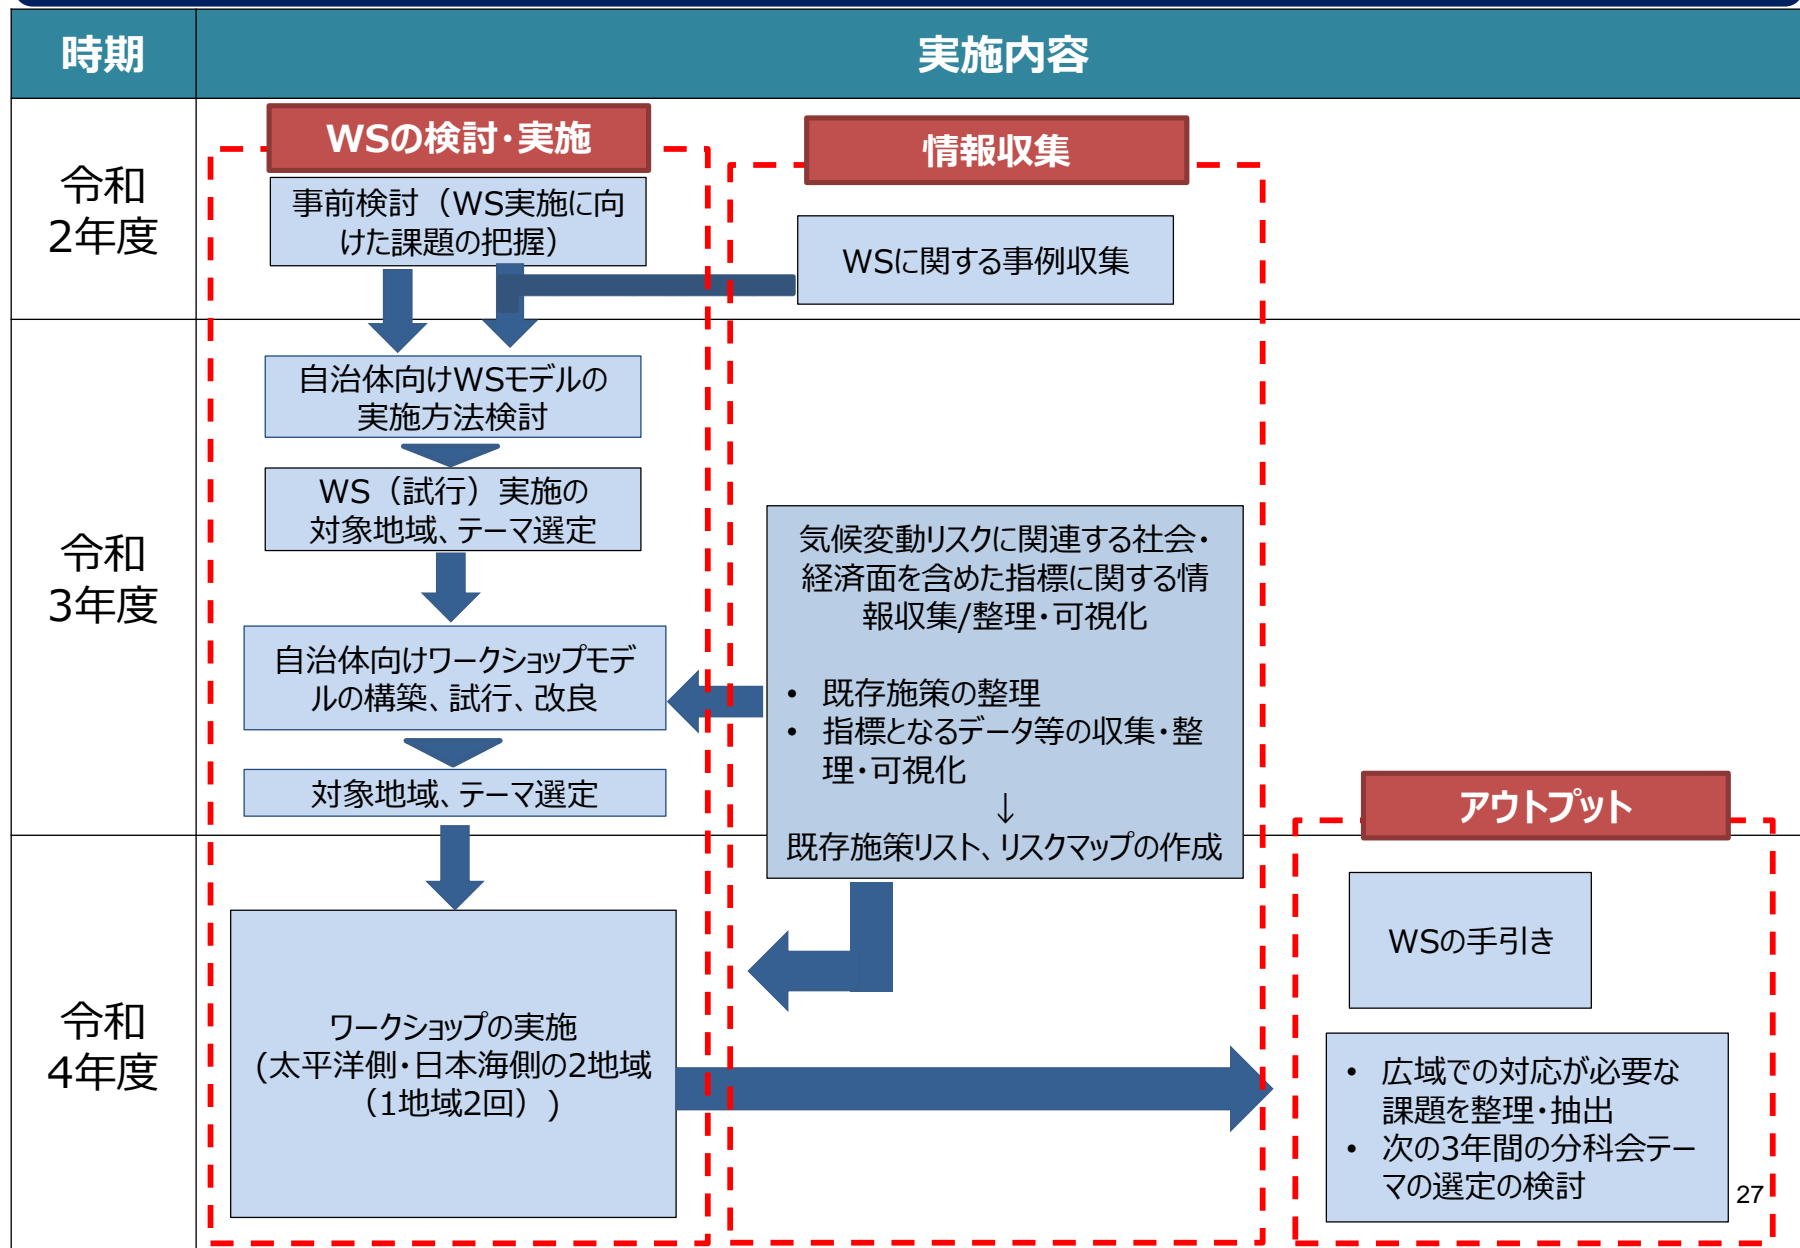 時期
実施内容
令和
2年度
WSの検討・実施
事前検討（WS実施に向
けた課題の把握）
情報収集
WSに関する事例収集
令和
3年度
自治体向けWSモデルの
実施方法検討
WS（試行）実施の
対象地域、テーマ選定
自治体向けワークショップモデ
ルの構築、試行、改良
対象地域、テーマ選定
気候変動リスクに関連する社会・
経済面を含めた指標に関する情
報収集/整理・可視化
• 既存施策の整理
• 指標となるデータ等の収集・整
理・可視化
↓
既存施策リスト、リスクマップの作成
令和
4年度
ワークショップの実施
(太平洋側・日本海側の2地域
（1地域2回）)
アウトプット
WSの手引き
• 広域での対応が必要な
課題を整理・抽出
• 次の3年間の分科会テー
マの選定の検討
27